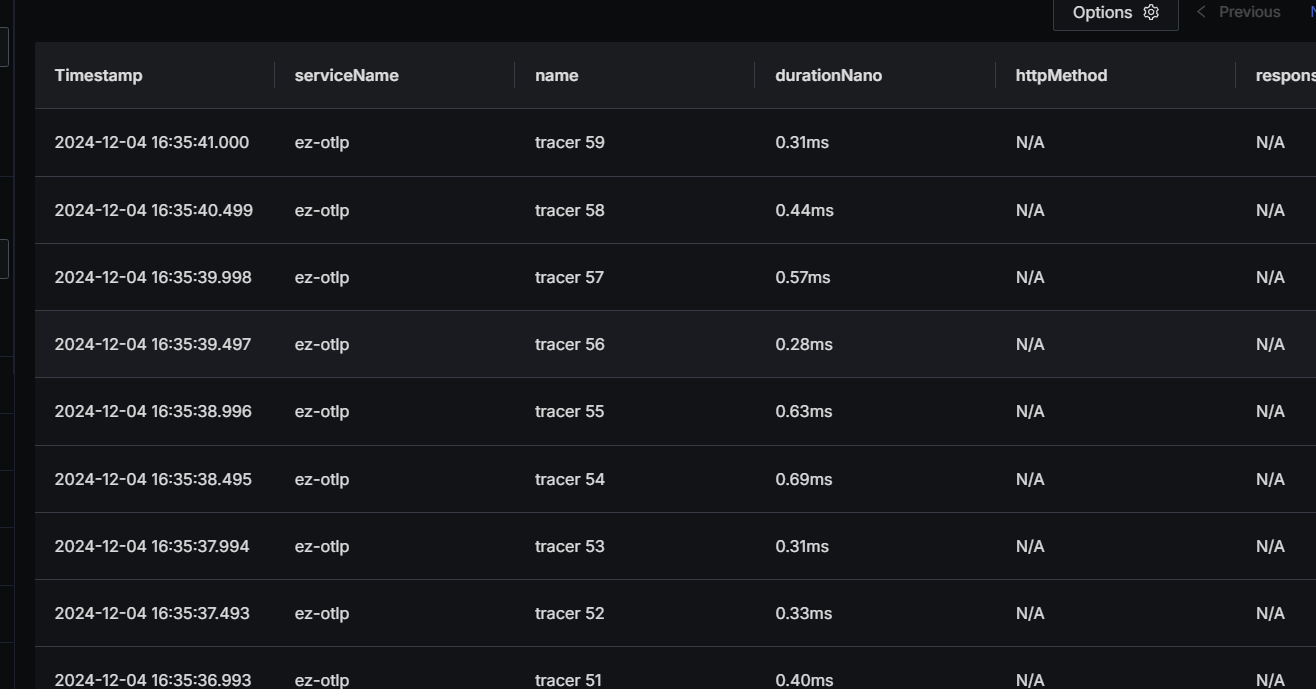 Options Previous
Timestamp serviceName name durationNano httpMethod
2024-12-04 16:35:41.000 ez-otlp tracer 59 0.31ms N/A N/A
2024-12-04 16:35:40.499 ez-otlp tracer 58 0.44ms N/A N/A
2024-12-04 16:35:39.998 ez-otlp tracer 57 0.57ms N/A N/A
2024-12-04 16:35:39.497 ez-otlp tracer 56 0.28ms N/A N/A
2024-12-04 16:35:38.996 ez-otlp tracer 55 0.63ms N/A N/A
2024-12-04 16:35:38.495 ez-otlp tracer 54 0.69ms N/A N/A
2024-12-04 16:35:37.994 ez-otlp tracer 53 0.31ms N/A N/A
2024-12-04 16:35:37.493 ez-otlp tracer 52 0.33ms N/A N/A
2024-12-04 16:35:36.993 ez-otlp tracer 51 0.40ms N/A N/A